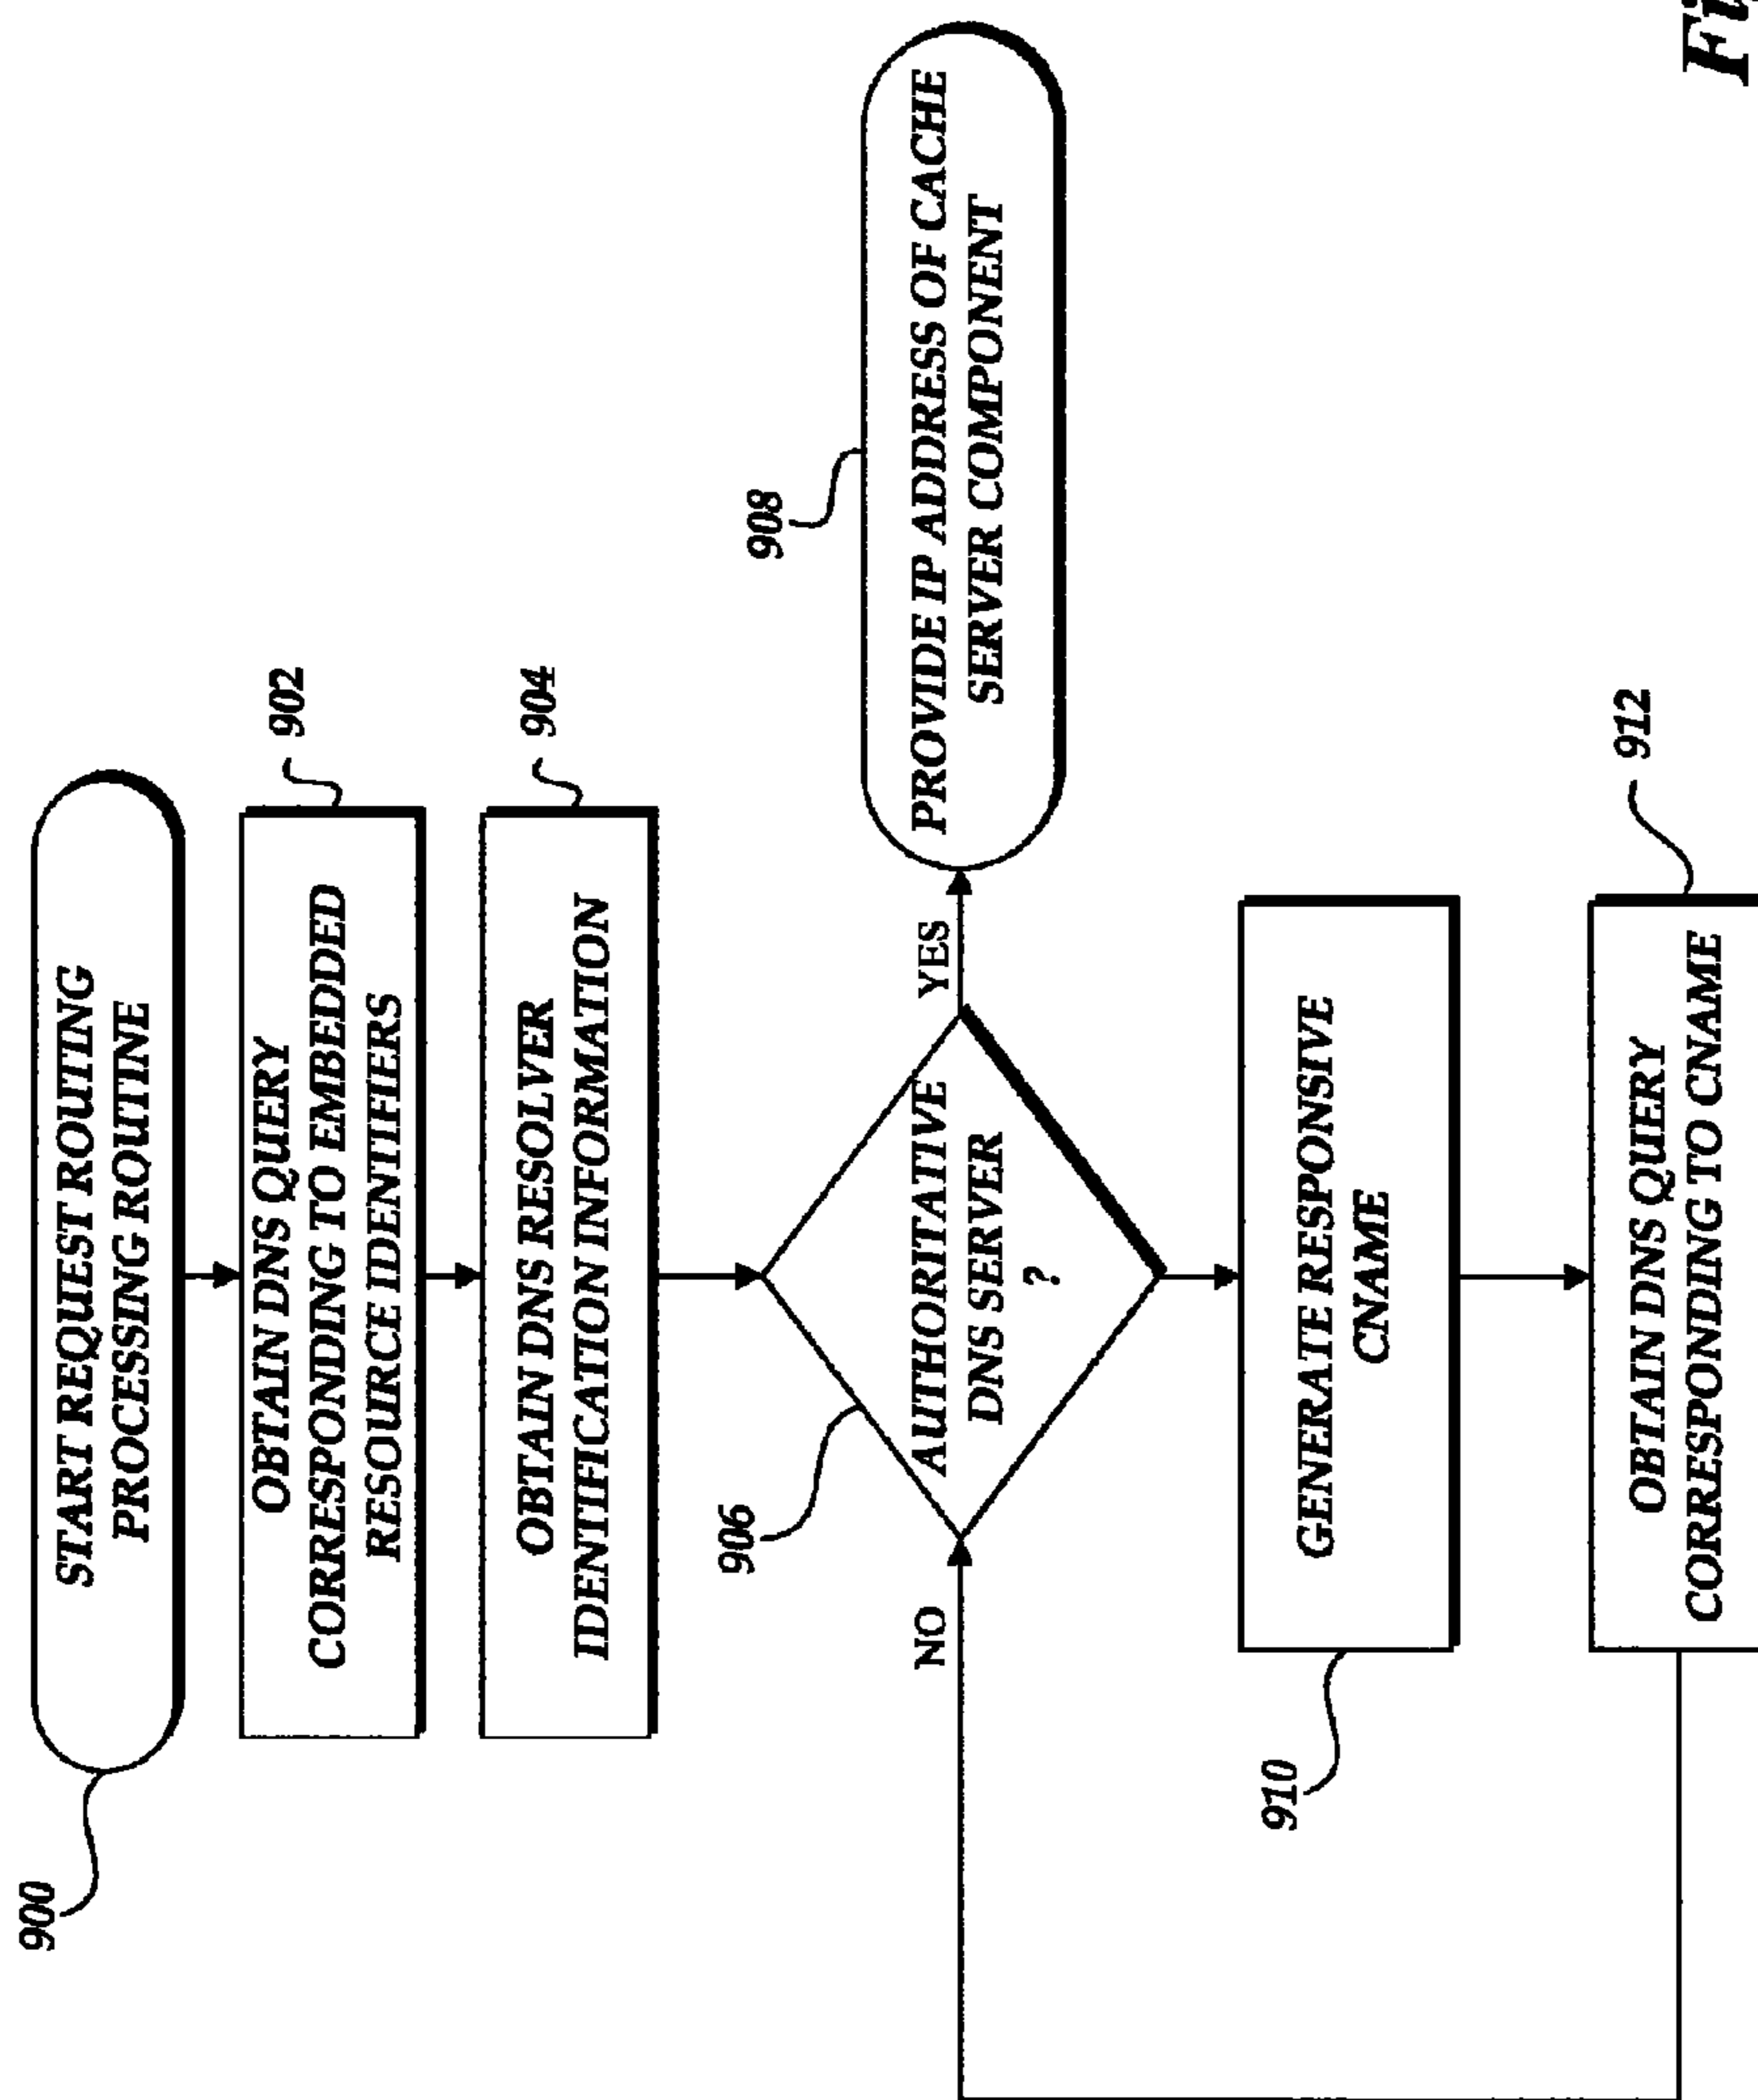 900
START REQUEST ROUTING
PROCESSING ROUTINE
902
OBTAIN DNS QUERY
CORRESPONDING TO EMBEDDED
RESOURCE IDENTIFIERS
904
OBTAIN DNS RESOLVER
IDENTIFICATION INFORMATION
906
AUTHORITATIVE
DNS SERVER
?
YES
NO
908
PROVIDE IP ADDRESS OF CACHE
SERVER COMPONENT
910
GENERATE RESPONSIVE
CNAME
912
OBTAIN DNS QUERY
CORRESPONDING TO CNAME